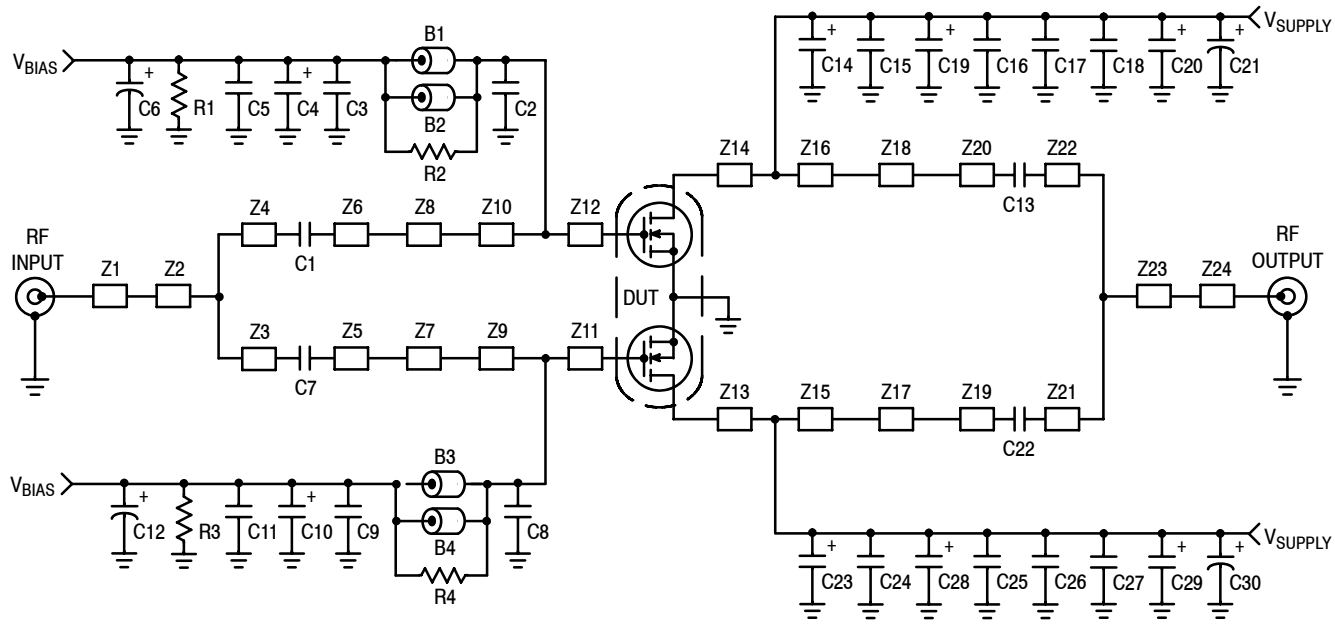 VSUPPLY
+ + + +
C14 C15 C19 C16 C17 C18 C20 C21
B1
VBIAS
+ +
C6 R1 C5 C4 C3 B2 C2
R2
Z14 Z16 Z18 Z20 Z22
C13
Z4 Z6 Z8 Z10 Z12
C1
RF INPUT
Z1 Z2
DUT
Z23 Z24
RF OUTPUT
Z3 Z5 Z7 Z9 Z11
C7
Z13 Z15 Z17 Z19 Z21
C22
B3
VBIAS
+ +
C12 R3 C11 C10 C9 B4 C8
R4
VSUPPLY
+ + + +
C23 C24 C28 C25 C26 C27 C29 C30